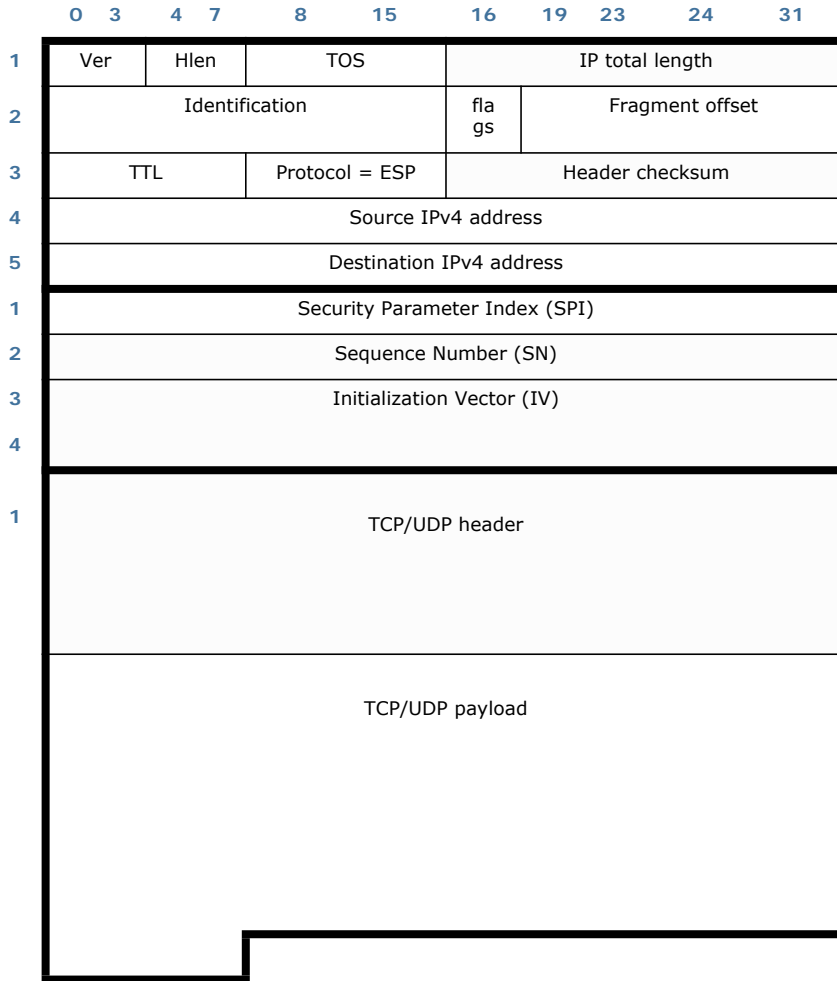 0 3 4 7 8 15 16 19 23 24 31
1 Ver Hlen TOS IP total length
2 Identification fla
gs Fragment offset
3 TTL Protocol = ESP Header checksum
4 Source IPv4 address
5 Destination IPv4 address
1 Security Parameter Index (SPI)
2 Sequence Number (SN)
3 Initialization Vector (IV)
4
1 TCP/UDP header
TCP/UDP payload